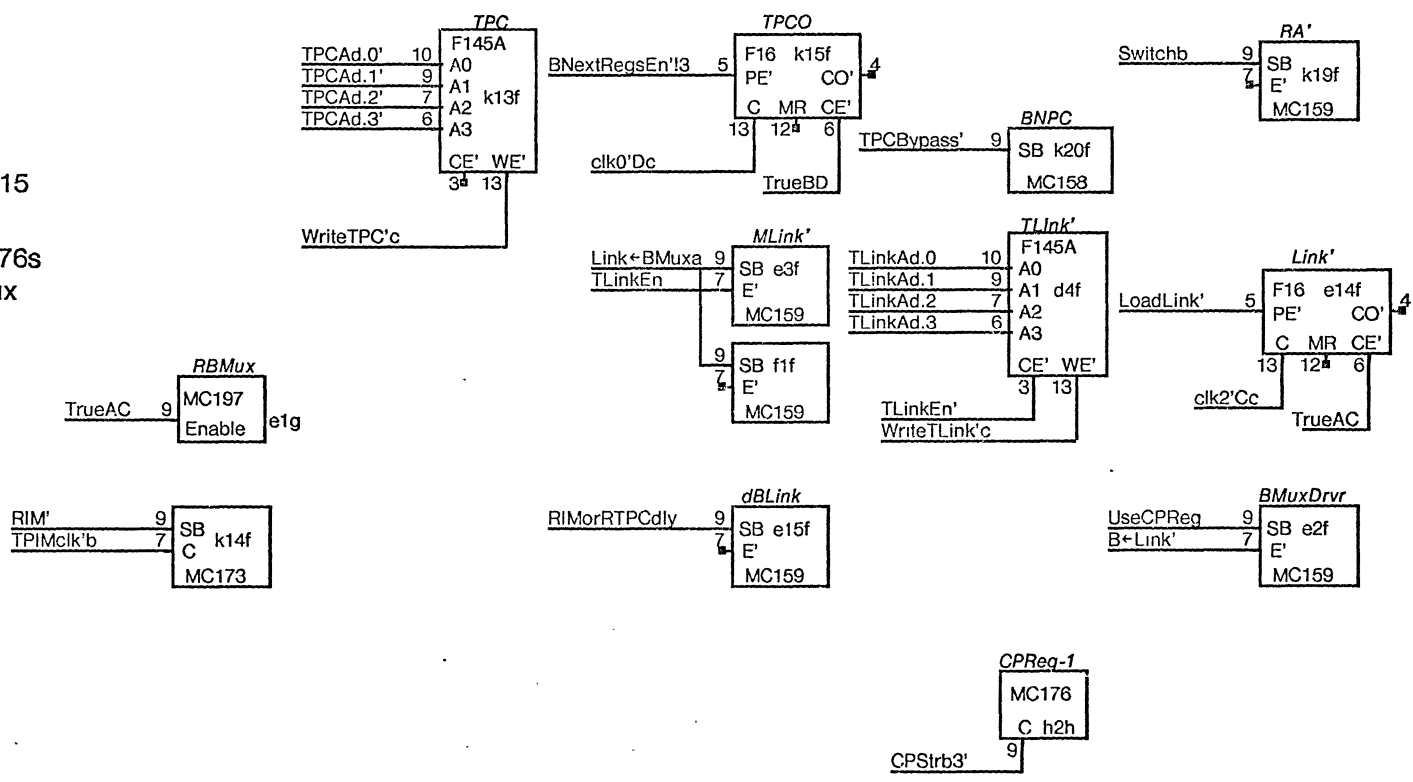 15
76s
ux
TPC
F145A
TPCAd.0' 10 A0
TPCAd.1' 9 A1
TPCAd.2' 7 A2
TPCAd.3' 6 A3
k13f
CE' WE'
3 13
WriteTPC'c
TPCO
F16 k15f
BNextRegsEn'!3 5 PE' CO' 4
C MR CE'
13 12 6
clk0'Dc
TrueBD
RA'
Switchb 9 SB
7 E'
k19f
MC159
BNPC
TPCBypass' 9 SB k20f
MC158
MLink'
Link←BMuxa 9 SB e3f
TLinkEn 7 E'
MC159
9 SB f1f
7 E'
MC159
TLink'
F145A
TLinkAd.0 10 A0
TLinkAd.1 9 A1 d4f
TLinkAd.2 7 A2
TLinkAd.3 6 A3
CE' WE'
3 13
TLinkEn'
WriteTLink'c
Link'
F16 e14f
LoadLink' 5 PE' CO' 4
C MR CE'
13 12 6
clk2'Cc
TrueAC
RBMux
MC197
TrueAC 9 Enable e1g
RIM' 9 SB
TPIMclk'b 7 C
k14f
MC173
dBLink
RIMorRTPCdly 9 SB e15f
7 E'
MC159
BMuxDrvr
UseCPReg 9 SB e2f
B←Link' 7 E'
MC159
CPReg-1
MC176
C h2h
9
CPStrb3'